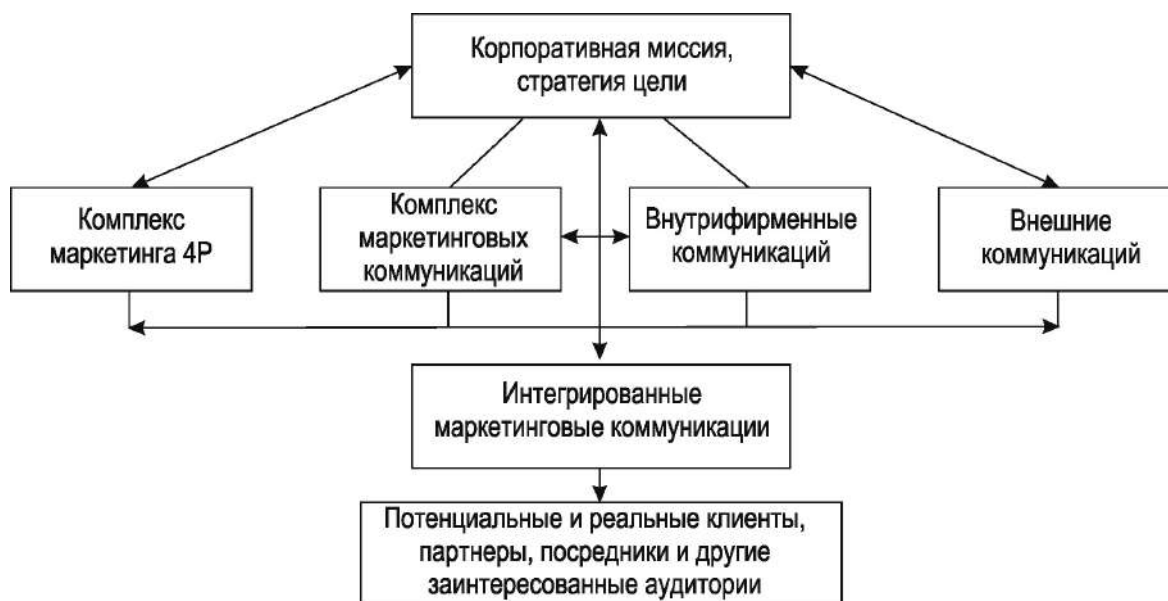 Корпоративная миссия,
стратегия цели
Комплекс
маркетинга 4Р
Комплекс
маркетинговых
коммуникаций
Внутрифирменные
коммуникаций
Внешние
коммуникаций
Интегрированные
маркетинговые коммуникации
Потенциальные и реальные клиенты,
партнеры, посредники и другие
заинтересованные аудитории